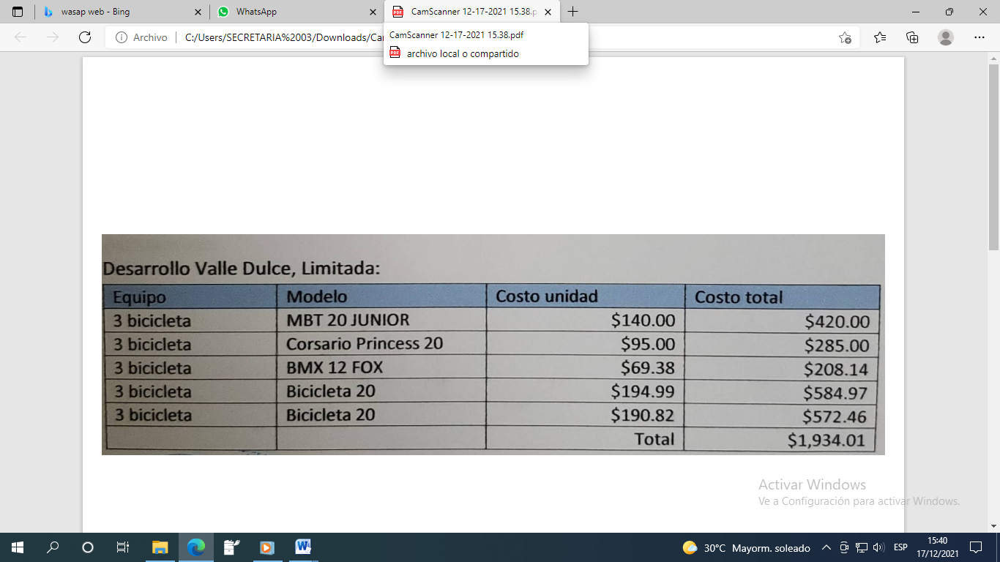 wasap web - Bing
WhatsApp
CamScanner 12-17-2021 15.38.p
Archivo
C:/Users/SECRETARIA%2003/Downloads/Ca
CamScanner 12-17-2021 15.38.pdf
PDF archivo local o compartido
Desarrollo Valle Dulce, Limitada:
Equipo Modelo Costo unidad Costo total
3 bicicleta MBT 20 JUNIOR $140.00 $420.00
3 bicicleta Corsario Princess 20 $95.00 $285.00
3 bicicleta BMX 12 FOX $69.38 $208.14
3 bicicleta Bicicleta 20 $194.99 $584.97
3 bicicleta Bicicleta 20 $190.82 $572.46
Total $1,934.01
Activar Windows
Ve a Configuración para activar Windows.
30°C Mayorm. soleado
ESP
15:40
17/12/2021